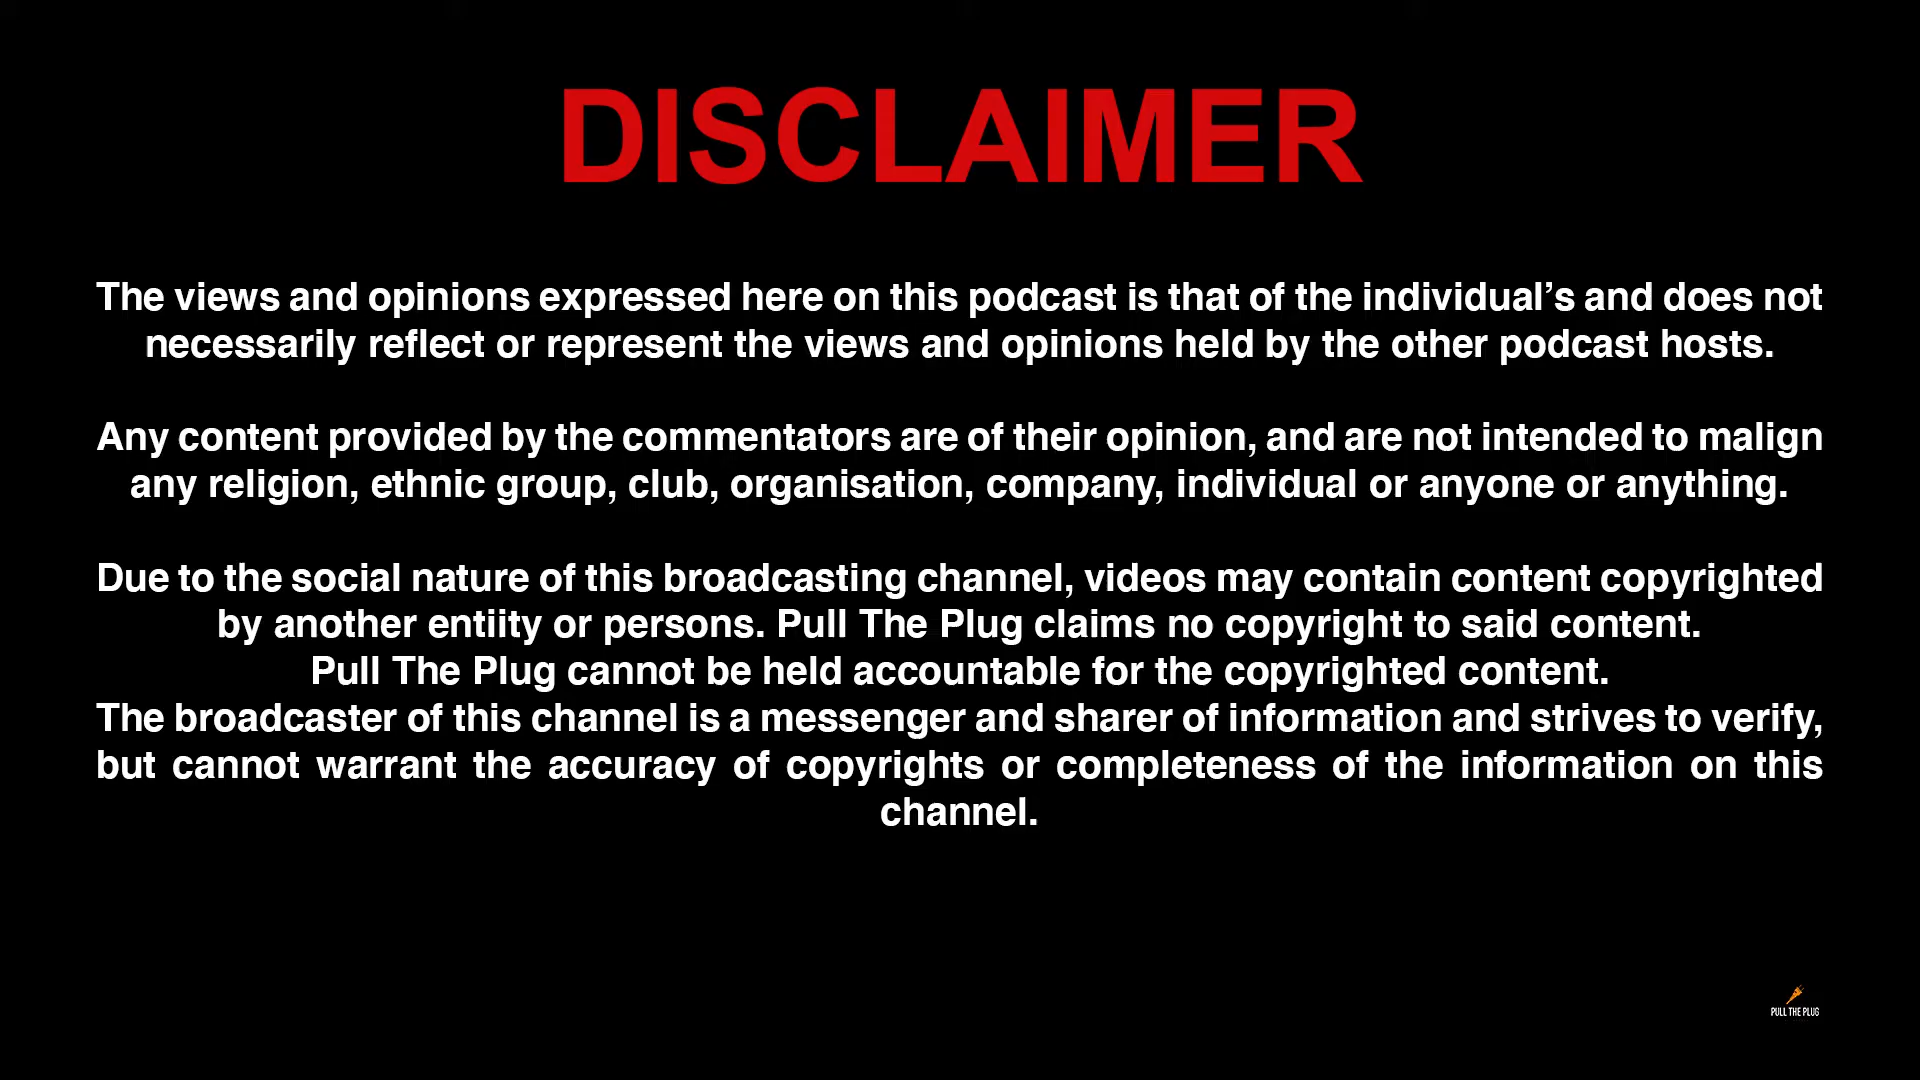 DISCLAIMER
The views and opinions expressed here on this podcast is that of the individual’s and does not
necessarily reflect or represent the views and opinions held by the other podcast hosts.
Any content provided by the commentators are of their opinion, and are not intended to malign
any religion, ethnic group, club, organisation, company, individual or anyone or anything.
Due to the social nature of this broadcasting channel, videos may contain content copyrighted
by another entiity or persons. Pull The Plug claims no copyright to said content.
Pull The Plug cannot be held accountable for the copyrighted content.
The broadcaster of this channel is a messenger and sharer of information and strives to verify,
but cannot warrant the accuracy of copyrights or completeness of the information on this
channel.
PULL THE PLUG